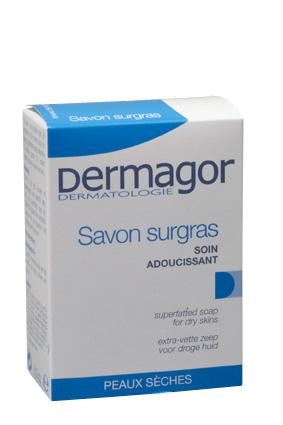 Savon surgras
Dermagor
DERMATOLOGIE
Savon surgras
SOIN
ADOUCISSANT
superfatted soap
for dry skins
extra-vette zeep
voor droge huid
PEAUX SÈCHES